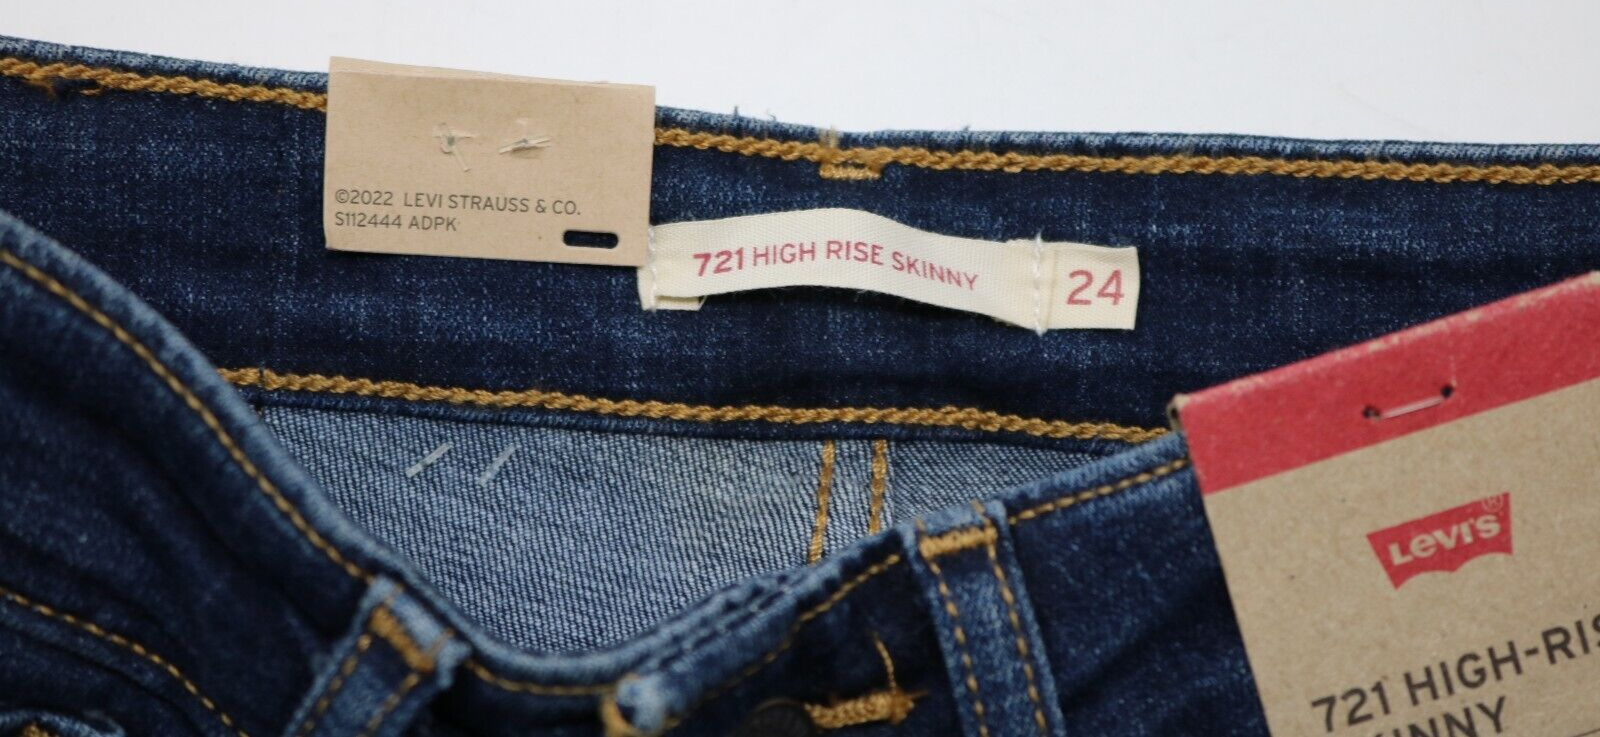 ©2022 LEVI STRAUSS & CO.
S112444 ADPK
721 HIGH RISE SKINNY
24
Levi's®
721 HIGH-RIS